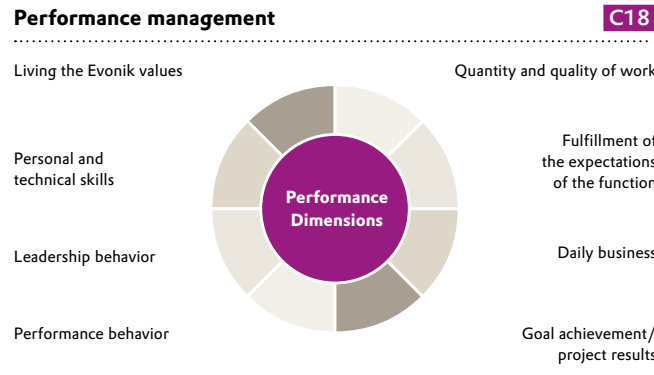 Performance management
C18
Living the Evonik values
Quantity and quality of work
Personal and
technical skills
Fulfillment of
the expectations
of the function
Performance
Dimensions
Leadership behavior
Daily business
Performance behavior
Goal achievement/
project results